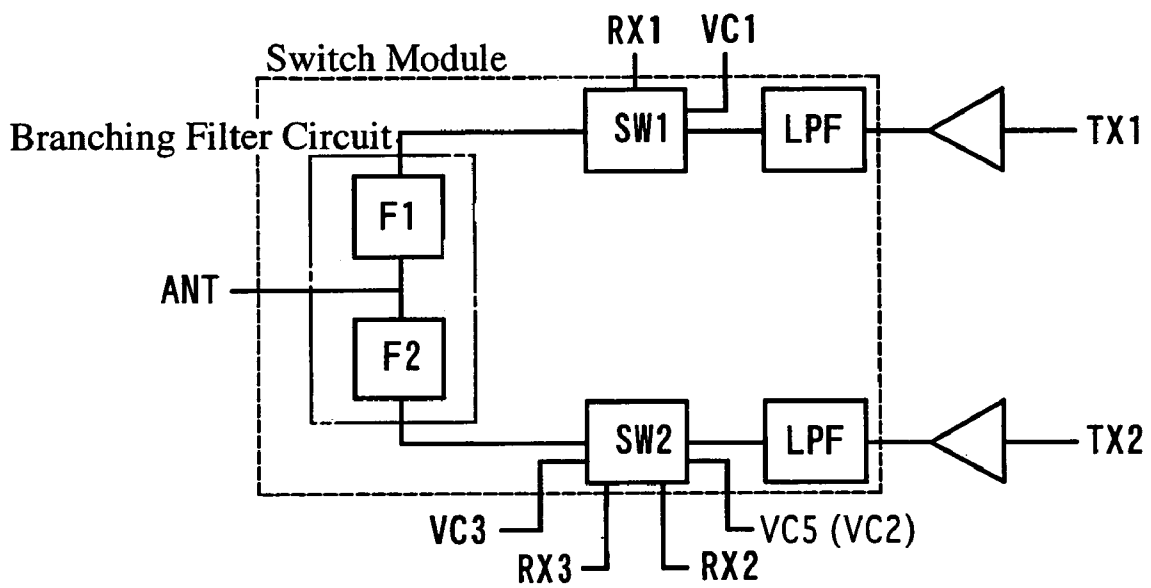 RX1 VC1
Switch Module
SW1 LPF TX1
Branching Filter Circuit
F1
ANT
F2
SW2 LPF TX2
VC3 VC5 (VC2)
RX3 RX2